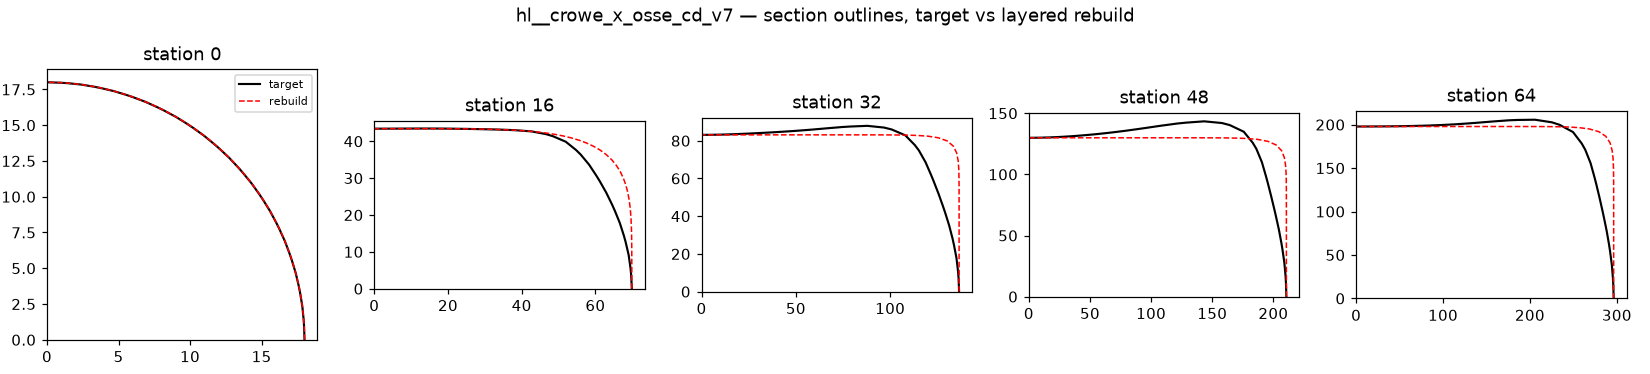 hl__crowe_x_osse_cd_v7 — section outlines, target vs layered rebuild
station 0
target
rebuild
17.5
15.0
12.5
10.0
7.5
5.0
2.5
0.0
0 5 10 15
station 16
40
30
20
10
0
0 20 40 60
station 32
80
60
40
20
0
0 50 100
station 48
150
100
50
0
0 50 100 150 200
station 64
200
150
100
50
0
0 100 200 300